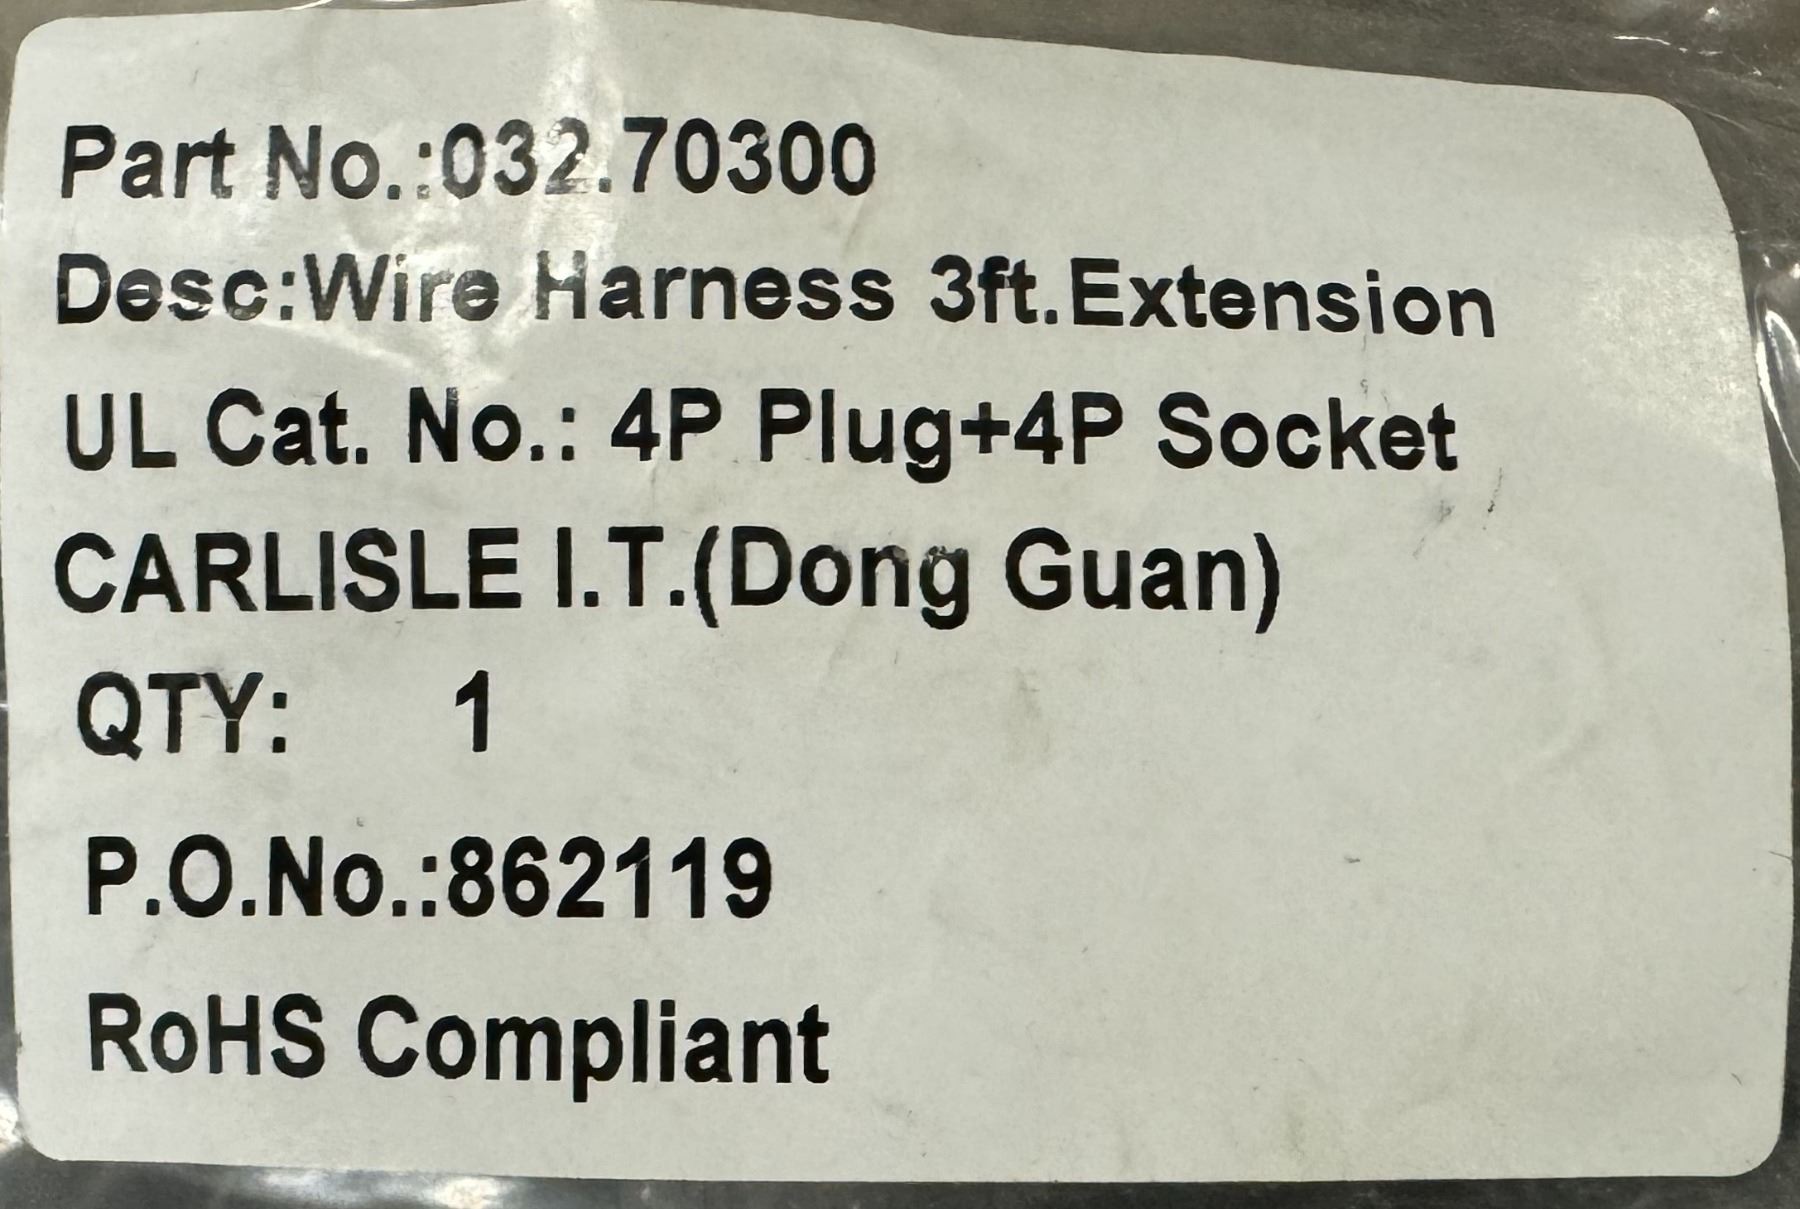 Part No.:032.70300
Desc:Wire Harness 3ft.Extension
UL Cat. No.: 4P Plug+4P Socket
CARLISLE I.T.(Dong Guan)
QTY: 1
P.O.No.:862119
RoHS Compliant